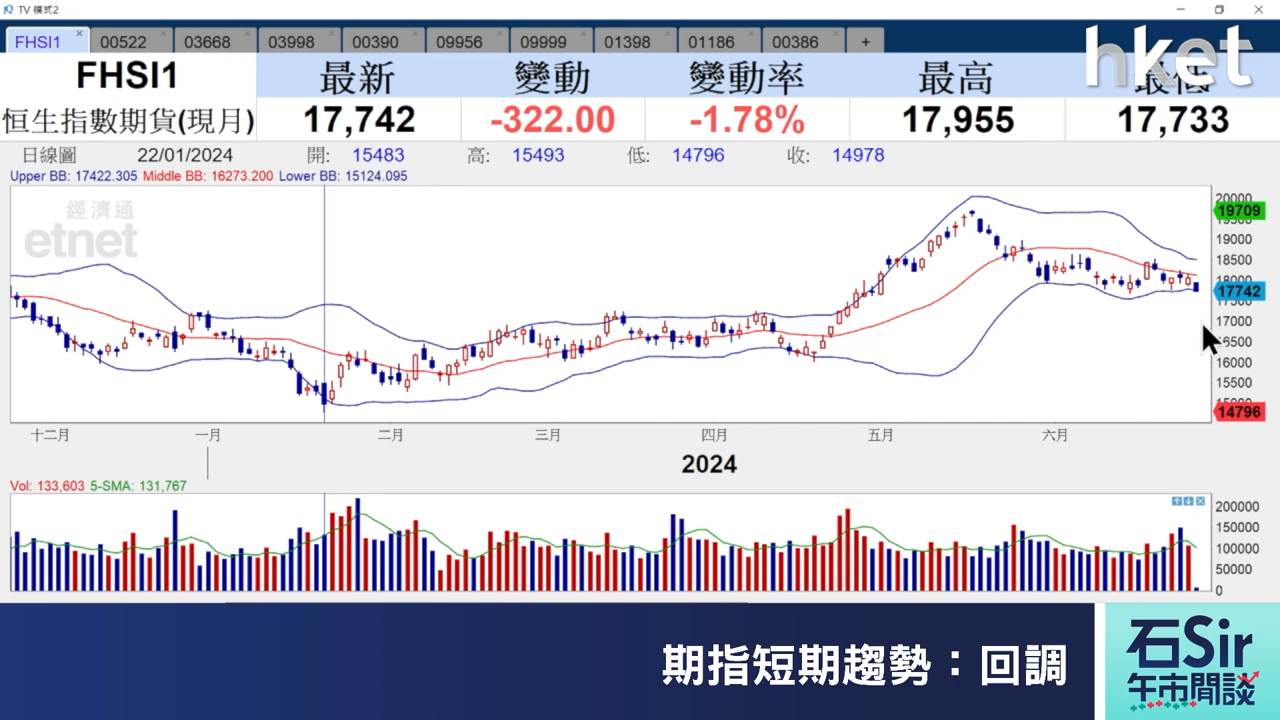 TV 模式2
FHSI1 00522 03668 03998 00390 09956 09999 01398 01186 00386 +
hket
FHSI1 最新 變動 變動率 最高 最低
恒生指數期貨(現月) 17,742 -322.00 -1.78% 17,955 17,733
日線圖 22/01/2024 開: 15483 高: 15493 低: 14796 收: 14978
Upper BB: 17422.305 Middle BB: 16273.200 Lower BB: 15124.095
經濟通
etnet
20000
19709
19000
18500
18000
17742
17500
17000
16500
16000
15500
15000
14796
十二月 一月 二月 三月 四月 五月 六月
2024
Vol: 133,603 5-SMA: 131,767
200000
150000
100000
50000
0
期指短期趨勢：回調
石Sir
午市閒談